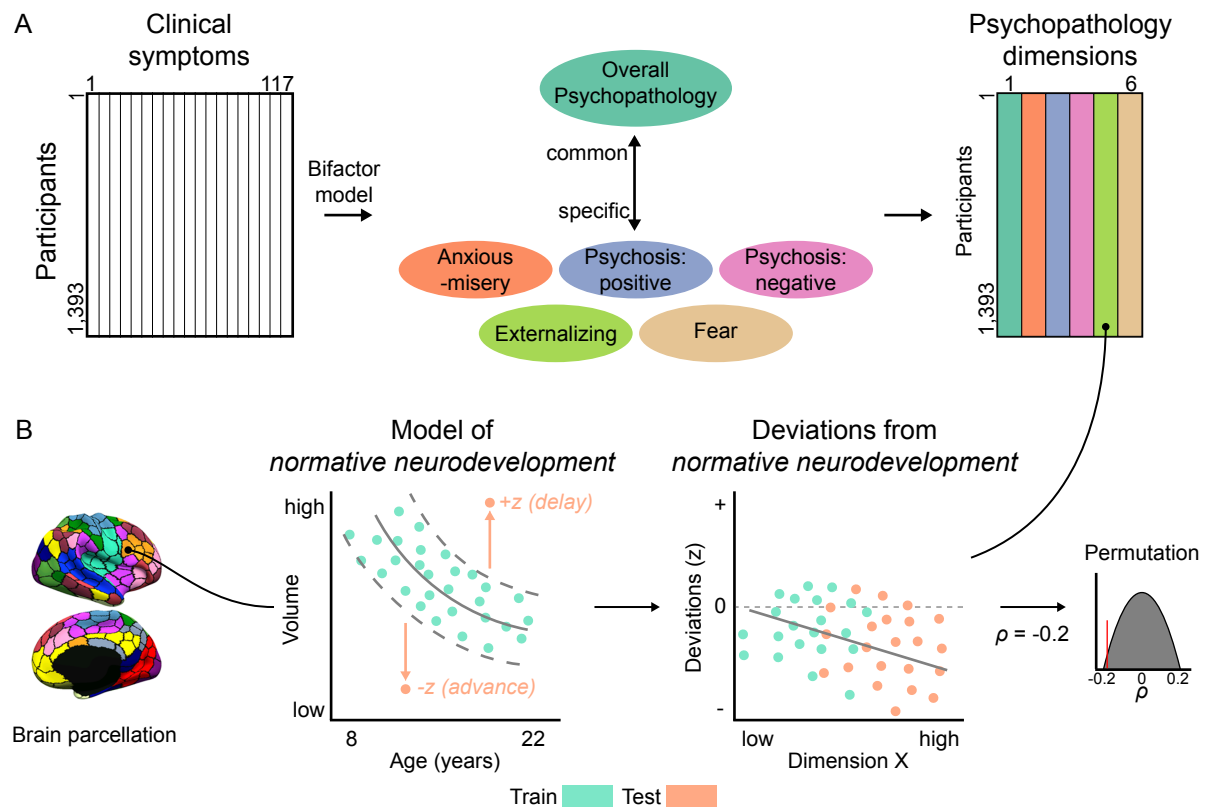 A
Clinical
symptoms
1
117
1
Participants
1,393
Bifactor
model
Overall
Psychopathology
common
specific
Anxious
-misery
Psychosis:
positive
Psychosis:
negative
Externalizing
Fear
Psychopathology
dimensions
1
6
1
Participants
1,393
B
Brain parcellation
Model of
normative neurodevelopment
high
Volume
low
+z (delay)
-z (advance)
8
22
Age (years)
Deviations from
normative neurodevelopment
+
Deviations (z)
0
-
low
high
Dimension X
ρ = -0.2
Permutation
-0.2
0
0.2
ρ
Train
Test